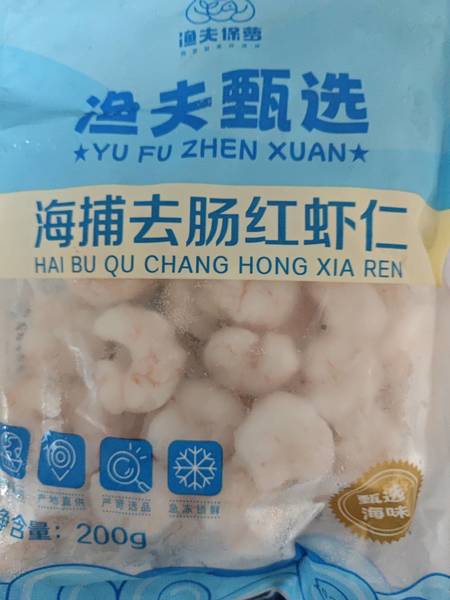 渔夫保萝
渔夫甄选
★YU FU ZHEN XUAN★
海捕去肠红虾仁
HAI BU QU CHANG HONG XIA REN
产地直供
严苛选品
急冻锁鲜
甄选
海味
净含量：200g